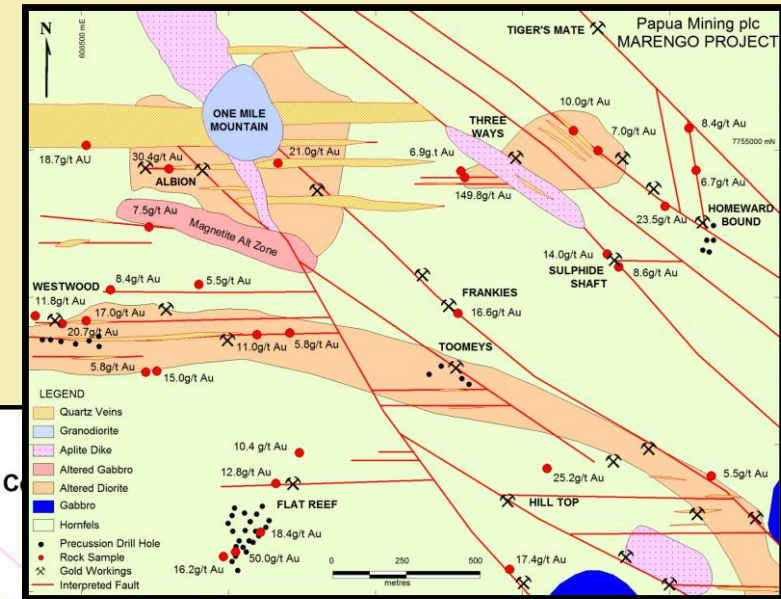 N
608500 mE
TIGER'S MATE
Papua Mining plc
MARENGO PROJECT
ONE MILE
MOUNTAIN
THREE
WAYS
10.0g/t Au
7.0g/t Au
8.4g/t Au
7755000 mN
18.7g/t AU
30.4g/t Au
ALBION
21.0g/t Au
6.9g.t Au
149.8g/t Au
6.7g/t Au
23.5g/t Au
HOMEWARD
BOUND
7.5g/t Au
Magnetite Alt Zone
14.0g/t Au
SULPHIDE
SHAFT
8.6g/t Au
WESTWOOD
8.4g/t Au
5.5g/t Au
11.8g/t Au
17.0g/t Au
20.7g/t Au
FRANKIES
16.6g/t Au
11.0g/t Au
5.8g/t Au
TOOMEYS
5.8g/t Au
15.0g/t Au
LEGEND
Quartz Veins
Granodiorite
Aplite Dike
Altered Gabbro
Altered Diorite
Gabbro
Hornfels
Precussion Drill Hole
Rock Sample
Gold Workings
Interpreted Fault
10.4 g/t Au
12.8g/t Au
FLAT REEF
18.4g/t Au
50.0g/t Au
16.2g/t Au
25.2g/t Au
5.5g/t Au
HILL TOP
17.4g/t Au
0 250 500
metres